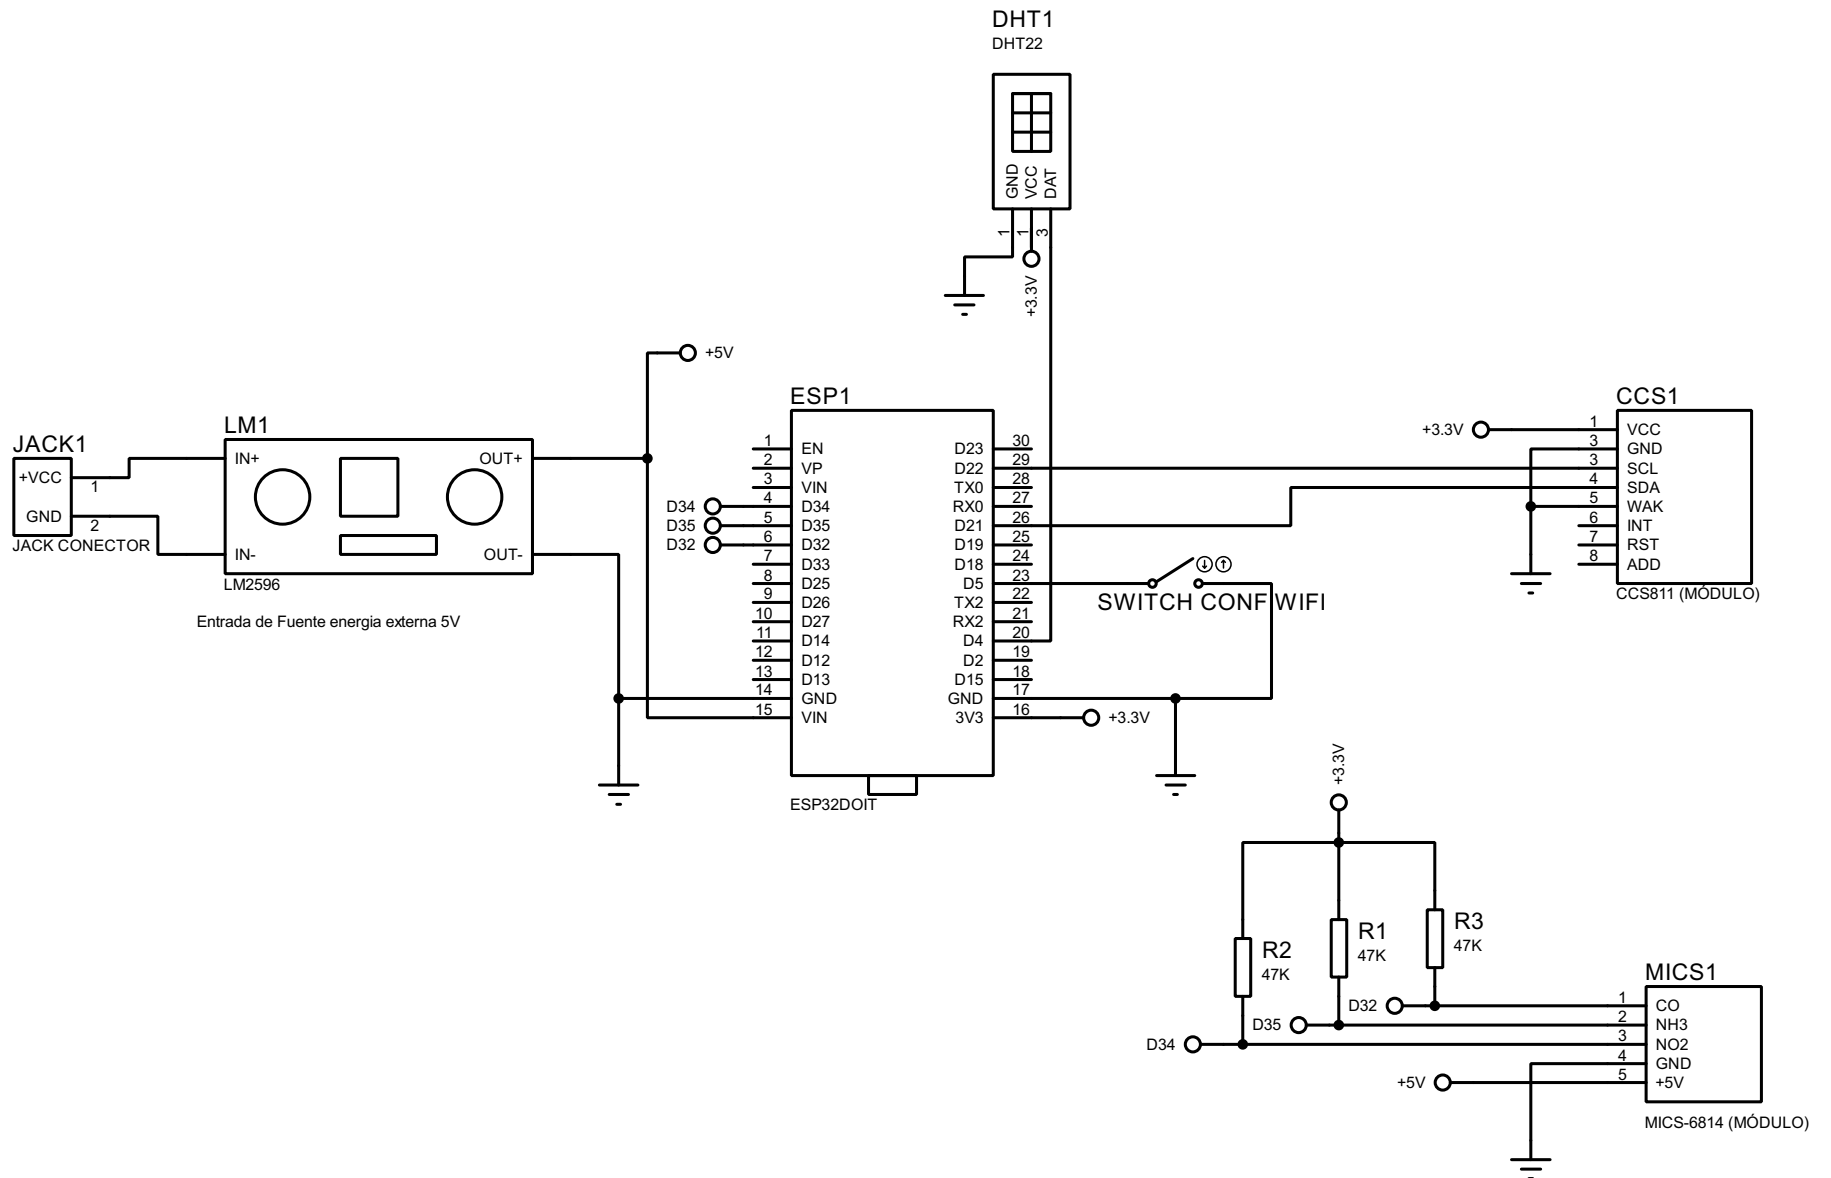 DHT1
DHT22
GND
VCC
DAT
1
1
3
+3.3V
+5V
JACK1
+VCC
1
GND
2
JACK CONECTOR
LM1
IN+
OUT+
IN-
OUT-
LM2596
Entrada de Fuente energia externa 5V
ESP1
1 EN
2 VP
3 VIN
D34 4 D34
D35 5 D35
D32 6 D32
7 D33
8 D25
9 D26
10 D27
11 D14
12 D12
13 D13
14 GND
15 VIN
D23 30
D22 29
TX0 28
RX0 27
D21 26
D19 25
D18 24
D5 23
TX2 22
RX2 21
D4 20
D2 19
D15 18
GND 17
3V3 16 +3.3V
ESP32DOIT
SWITCH CONF WIFI
CCS1
+3.3V 1 VCC
3 GND
3 SCL
4 SDA
5 WAK
6 INT
7 RST
8 ADD
CCS811 (MÓDULO)
+3.3V
R2
47K
R1
47K
R3
47K
MICS1
D32 1 CO
D35 2 NH3
D34 3 NO2
4 GND
+5V 5 +5V
MICS-6814 (MÓDULO)